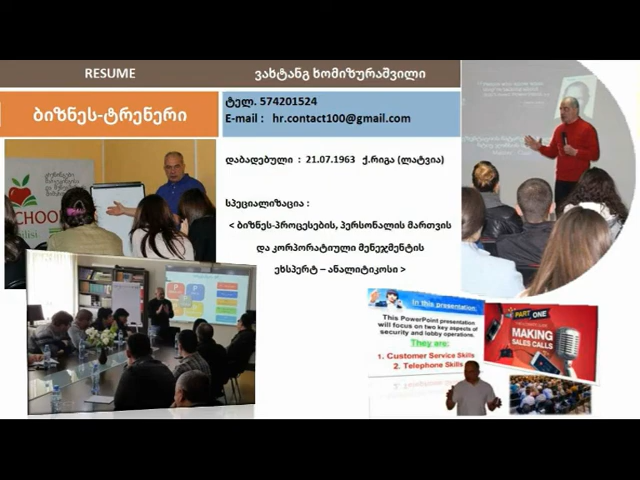 RESUME
ვახტანგ ხომიზურაშვილი
ბიზნეს-ტრენერი
ტელ. 574201524
E-mail : hr.contact100@gmail.com
დაბადებული : 21.07.1963 ქ.რიგა (ლატვია)
სპეციალიზაცია :
< ბიზნეს-პროცესების, პერსონალის მართვის
და კორპორატიული მენეჯმენტის
ექსპერტ – ანალიტიკოსი >
In this presentation,
This PowerPoint presentation
will focus on two key aspects of
security and lobby operations.
They are:
1. Customer Service Skills
2. Telephone Skills
PART ONE
MAKING
SALES CALLS